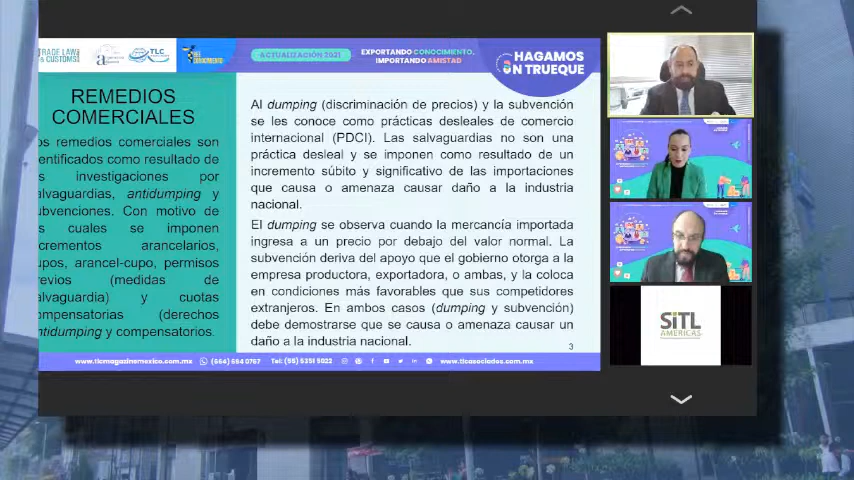 TRADE LAW
& CUSTOMS
TLC
ACTUALIZACIÓN 2021
EXPORTANDO CONOCIMIENTO,
IMPORTANDO AMISTAD
HAGAMOS
UN TRUEQUE
REMEDIOS
COMERCIALES
os remedios comerciales son
entificados como resultado de
s investigaciones por
alvaguardias, antidumping y
ubvenciones. Con motivo de
s cuales se imponen
crementos arancelarios,
upos, arancel-cupo, permisos
revios (medidas de
alvaguardia) y cuotas
ompensatorias (derechos
ntidumping y compensatorios.
Al dumping (discriminación de precios) y la subvención
se les conoce como prácticas desleales de comercio
internacional (PDCI). Las salvaguardias no son una
práctica desleal y se imponen como resultado de un
incremento súbito y significativo de las importaciones
que causa o amenaza causar daño a la industria
nacional.
El dumping se observa cuando la mercancía importada
ingresa a un precio por debajo del valor normal. La
subvención deriva del apoyo que el gobierno otorga a la
empresa productora, exportadora, o ambas, y la coloca
en condiciones más favorables que sus competidores
extranjeros. En ambos casos (dumping y subvención)
debe demostrarse que se causa o amenaza causar un
daño a la industria nacional.
3
www.tlcmagazinemexico.com.mx
(664) 664 0767
Tel: (55) 5351 5022
www.tlcasociados.com.mx
SiTL
AMERICAS